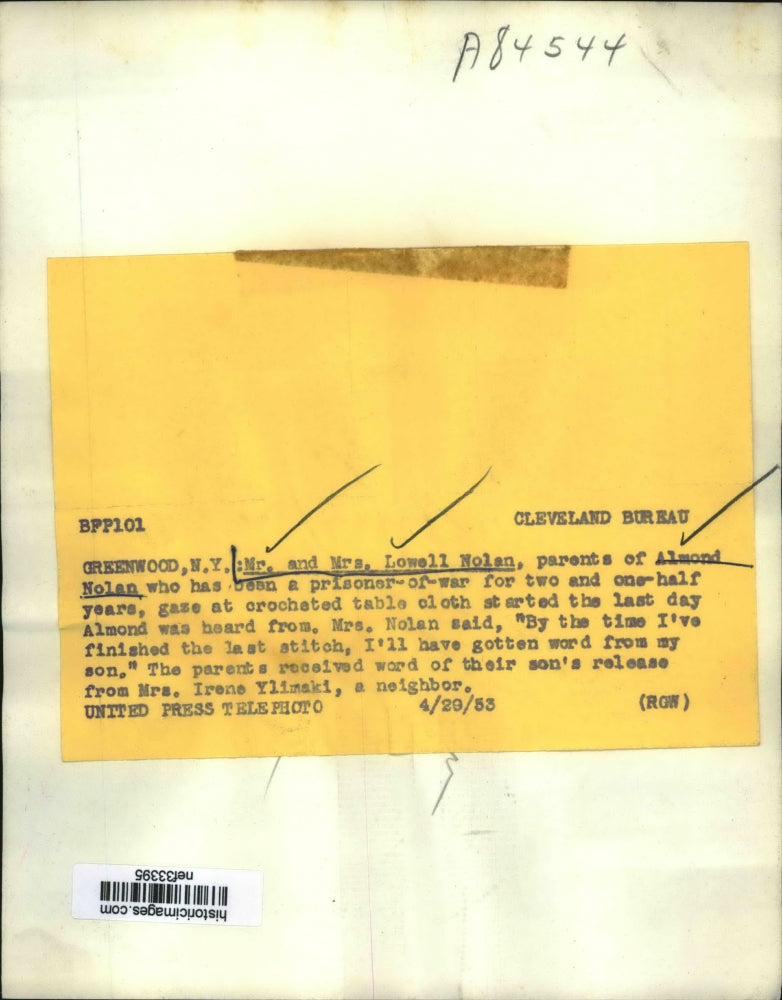 A84544
BFP101 CLEVELAND BUREAU
GREENWOOD,N.Y.:Mr. and Mrs. Lowell Nolan, parents of Almond
Nolan who has been a prisoner-of-war for two and one-half
years, gaze at crocheted table cloth started the last day
Almond was heard from. Mrs. Nolan said, "By the time I've
finished the last stitch, I'll have gotten word from my
son." The parents received word of their son's release
from Mrs. Irene Ylimaki, a neighbor.
UNITED PRESS TELEPHOTO 4/29/53 (RGW)
historicimages.com
nef33395